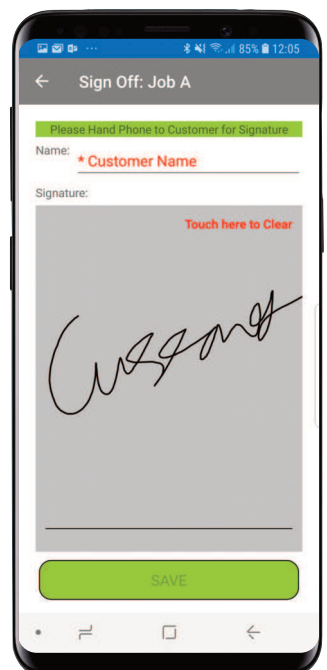 85% 12:05
Sign Off: Job A
Please Hand Phone to Customer for Signature
Name:
* Customer Name
Signature:
Touch here to Clear
Customer
SAVE